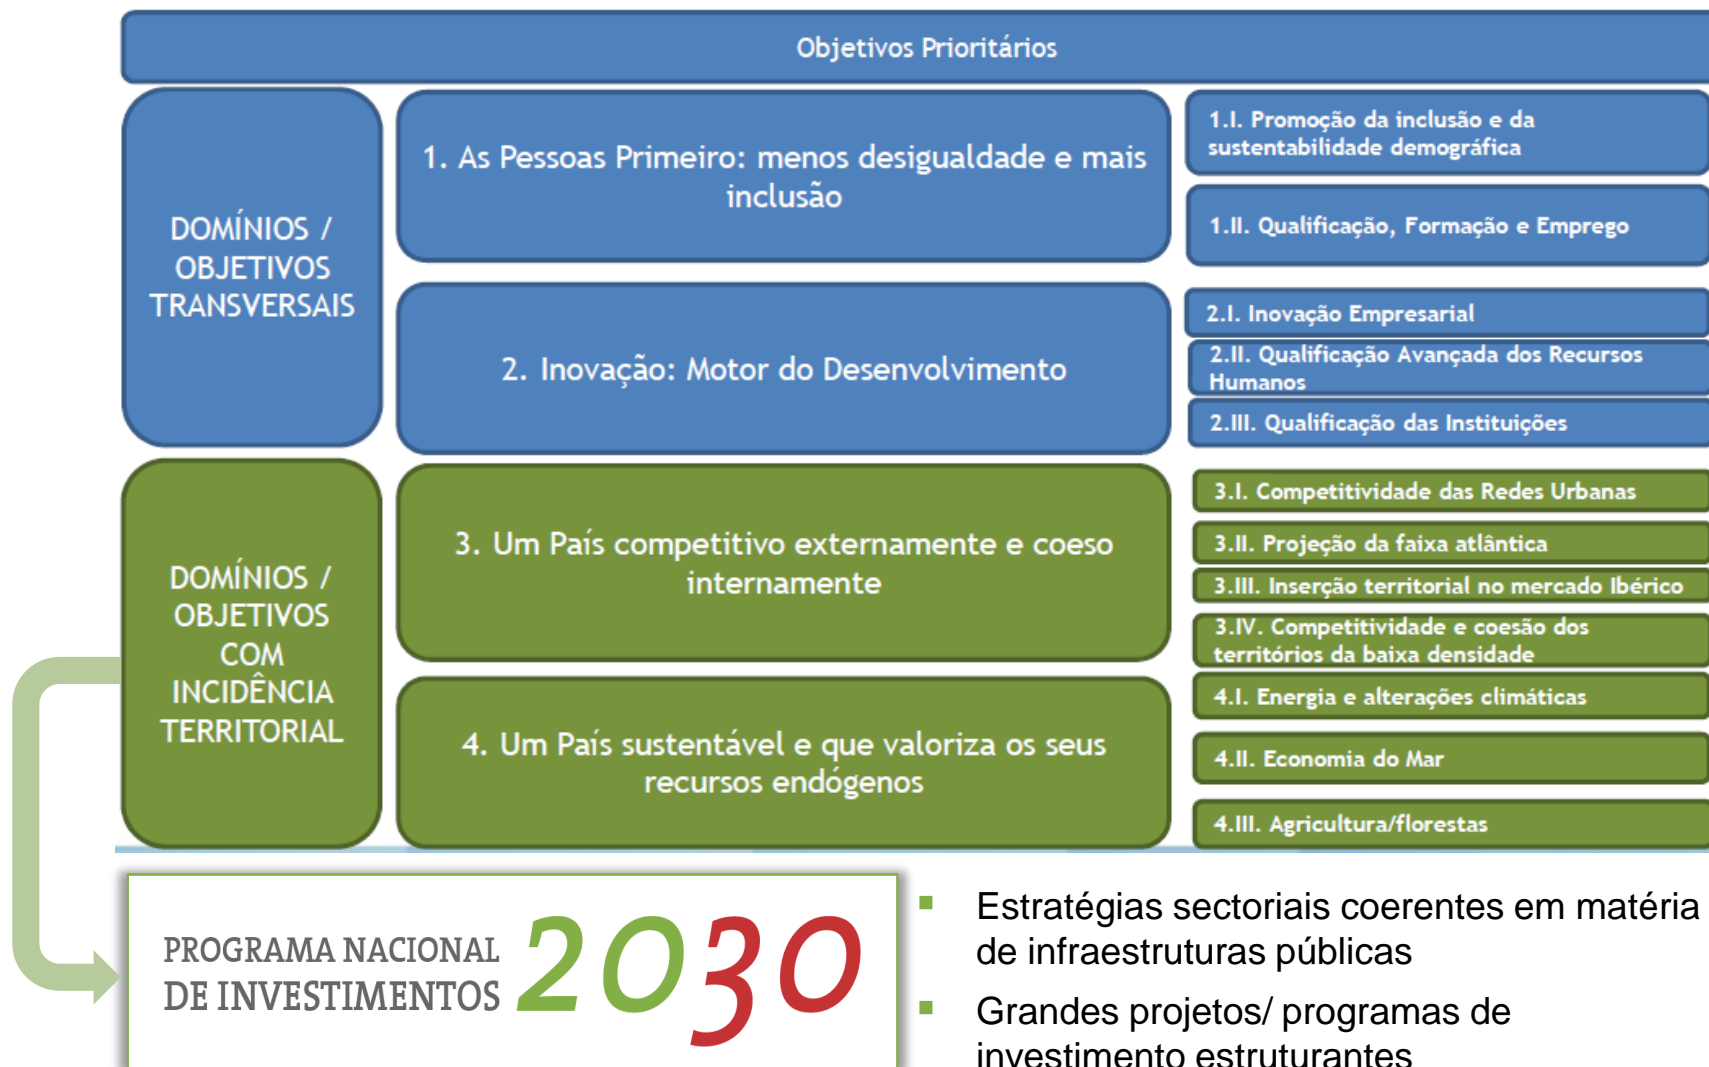 Objetivos Prioritários
DOMÍNIOS /
OBJETIVOS
TRANSVERSAIS
1. As Pessoas Primeiro: menos desigualdade e mais
inclusão
1.I. Promoção da inclusão e da
sustentabilidade demográfica
1.II. Qualificação, Formação e Emprego
2. Inovação: Motor do Desenvolvimento
2.I. Inovação Empresarial
2.II. Qualificação Avançada dos Recursos
Humanos
2.III. Qualificação das Instituições
DOMÍNIOS /
OBJETIVOS
COM
INCIDÊNCIA
TERRITORIAL
3. Um País competitivo externamente e coeso
internamente
3.I. Competitividade das Redes Urbanas
3.II. Projeção da faixa atlântica
3.III. Inserção territorial no mercado Ibérico
3.IV. Competitividade e coesão dos
territórios da baixa densidade
4. Um País sustentável e que valoriza os seus
recursos endógenos
4.I. Energia e alterações climáticas
4.II. Economia do Mar
4.III. Agricultura/florestas
PROGRAMA NACIONAL
DE INVESTIMENTOS 2030
▪ Estratégias sectoriais coerentes em matéria
de infraestruturas públicas
▪ Grandes projetos/ programas de
investimento estruturantes